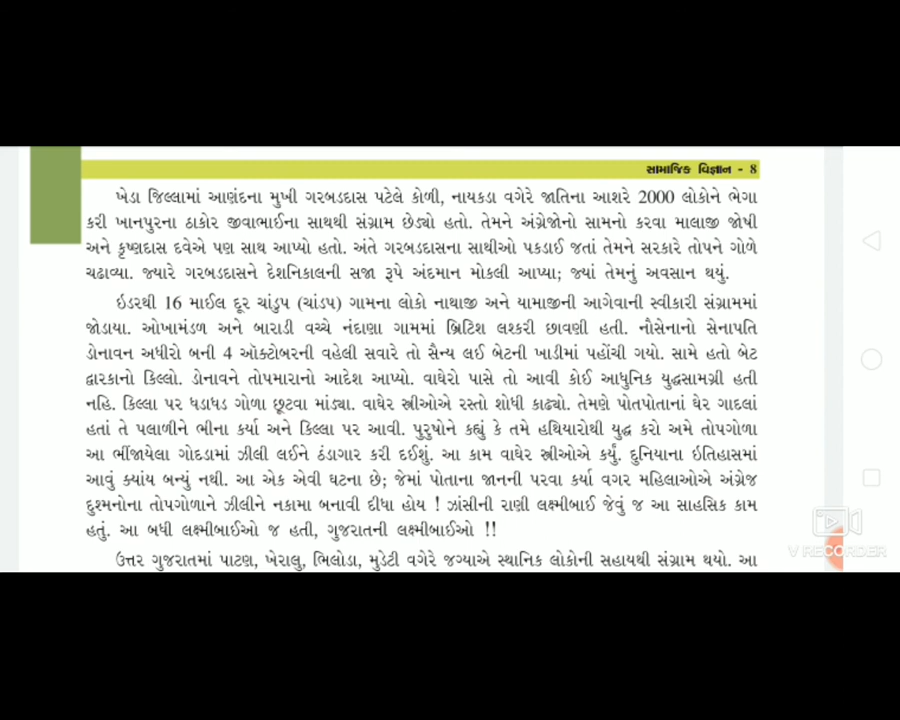 સામાજિક વિજ્ઞાન - 8
ખેડા જિલ્લામાં આણંદના મુખી ગરબડદાસ પટેલે કોળી, નાયકડા વગેરે જાતિના આશરે 2000 લોકોને ભેગા
કરી ખાનપુરના ઠાકોર જીવાભાઈના સાથથી સંગ્રામ છેડ્યો હતો. તેમને અંગ્રેજોનો સામનો કરવા માલાજી જોષી
અને કૃષ્ણદાસ દવેએ પણ સાથ આપ્યો હતો. અંતે ગરબડદાસના સાથીઓ પકડાઈ જતાં તેમને સરકારે તોપને ગોળે
ચઢાવ્યા. જ્યારે ગરબડદાસને દેશનિકાલની સજા રૂપે અંદમાન મોકલી આપ્યા; જ્યાં તેમનું અવસાન થયું.
ઇડરથી 16 માઈલ દૂર ચાંડુપ (ચાંડપ) ગામના લોકો નાથાજી અને યામાજીની આગેવાની સ્વીકારી સંગ્રામમાં
જોડાયા. ઓખામંડળ અને બારાડી વચ્ચે નંદાણા ગામમાં બ્રિટિશ લશ્કરી છાવણી હતી. નૌસેનાનો સેનાપતિ
ડોનાવન અધીરો બની 4 ઑક્ટોબરની વહેલી સવારે તો સૈન્ય લઈ બેટની ખાડીમાં પહોંચી ગયો. સામે હતો બેટ
દ્વારકાનો કિલ્લો. ડોનાવને તોપમારાનો આદેશ આપ્યો. વાઘેરો પાસે તો આવી કોઈ આધુનિક યુદ્ધસામગ્રી હતી
નહિ. કિલ્લા પર ધડાધડ ગોળા છૂટવા માંડ્યા. વાઘેર સ્ત્રીઓએ રસ્તો શોધી કાઢ્યો. તેમણે પોતપોતાનાં ઘેર ગાદલાં
હતાં તે પલાળીને ભીના કર્યા અને કિલ્લા પર આવી. પુરુષોને કહ્યું કે તમે હથિયારોથી યુદ્ધ કરો અમે તોપગોળા
આ ભીંજાયેલા ગોદડામાં ઝીલી લઈને ઠંડાગાર કરી દઈશું. આ કામ વાઘેર સ્ત્રીઓએ કર્યું. દુનિયાના ઇતિહાસમાં
આવું ક્યાંય બન્યું નથી. આ એક એવી ઘટના છે; જેમાં પોતાના જાનની પરવા કર્યા વગર મહિલાઓએ અંગ્રેજ
દુશ્મનોના તોપગોળાને ઝીલીને નકામા બનાવી દીધા હોય ! ઝાંસીની રાણી લક્ષ્મીબાઈ જેવું જ આ સાહસિક કામ
હતું. આ બધી લક્ષ્મીબાઈઓ જ હતી, ગુજરાતની લક્ષ્મીબાઈઓ !!
ઉત્તર ગુજરાતમાં પાટણ, ખેરાલુ, ભિલોડા, મુડેટી વગેરે જગ્યાએ સ્થાનિક લોકોની સહાયથી સંગ્રામ થયો. આ
V RECORDER